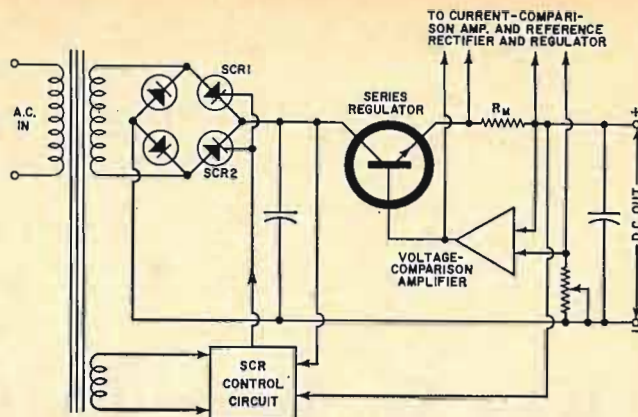 TO CURRENT-COMPARI-
SON AMP. AND REFERENCE
RECTIFIER AND REGULATOR
SCR1
SERIES
REGULATOR
RM
+
A.C.
IN
SCR2
D.C. OUT
VOLTAGE-
COMPARISON
AMPLIFIER
SCR
CONTROL
CIRCUIT